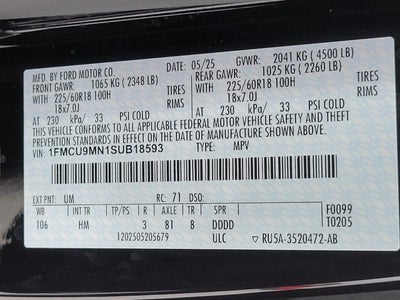 MFD. BY FORD MOTOR CO. 05/25 GVWR: 2041 KG ( 4500 LB)
FRONT GAWR: 1065 KG ( 2348 LB) REAR GAWR: 1025 KG ( 2260 LB)
WITH 225/60R18 100H TIRES WITH 225/60R18 100H TIRES
18x7.0J RIMS 18x7.0J RIMS
AT 230 kPa/ 33 PSI COLD AT 230 kPa/ 33 PSI COLD
THIS VEHICLE CONFORMS TO ALL APPLICABLE FEDERAL MOTOR VEHICLE SAFETY AND
THEFT PREVENTION STANDARDS IN EFFECT ON THE DATE OF MANUFACTURE SHOWN ABOVE.
VIN: 1FMCU9MN1SUB18593 TYPE: MPV
EXT PNT: UM RC: 71 DSO:
WB INT TR R AXLE TR SPR F0099
106 HM 3 81 8 DDDD T0205
1202505205679 ULC RU5A-3520472-AB